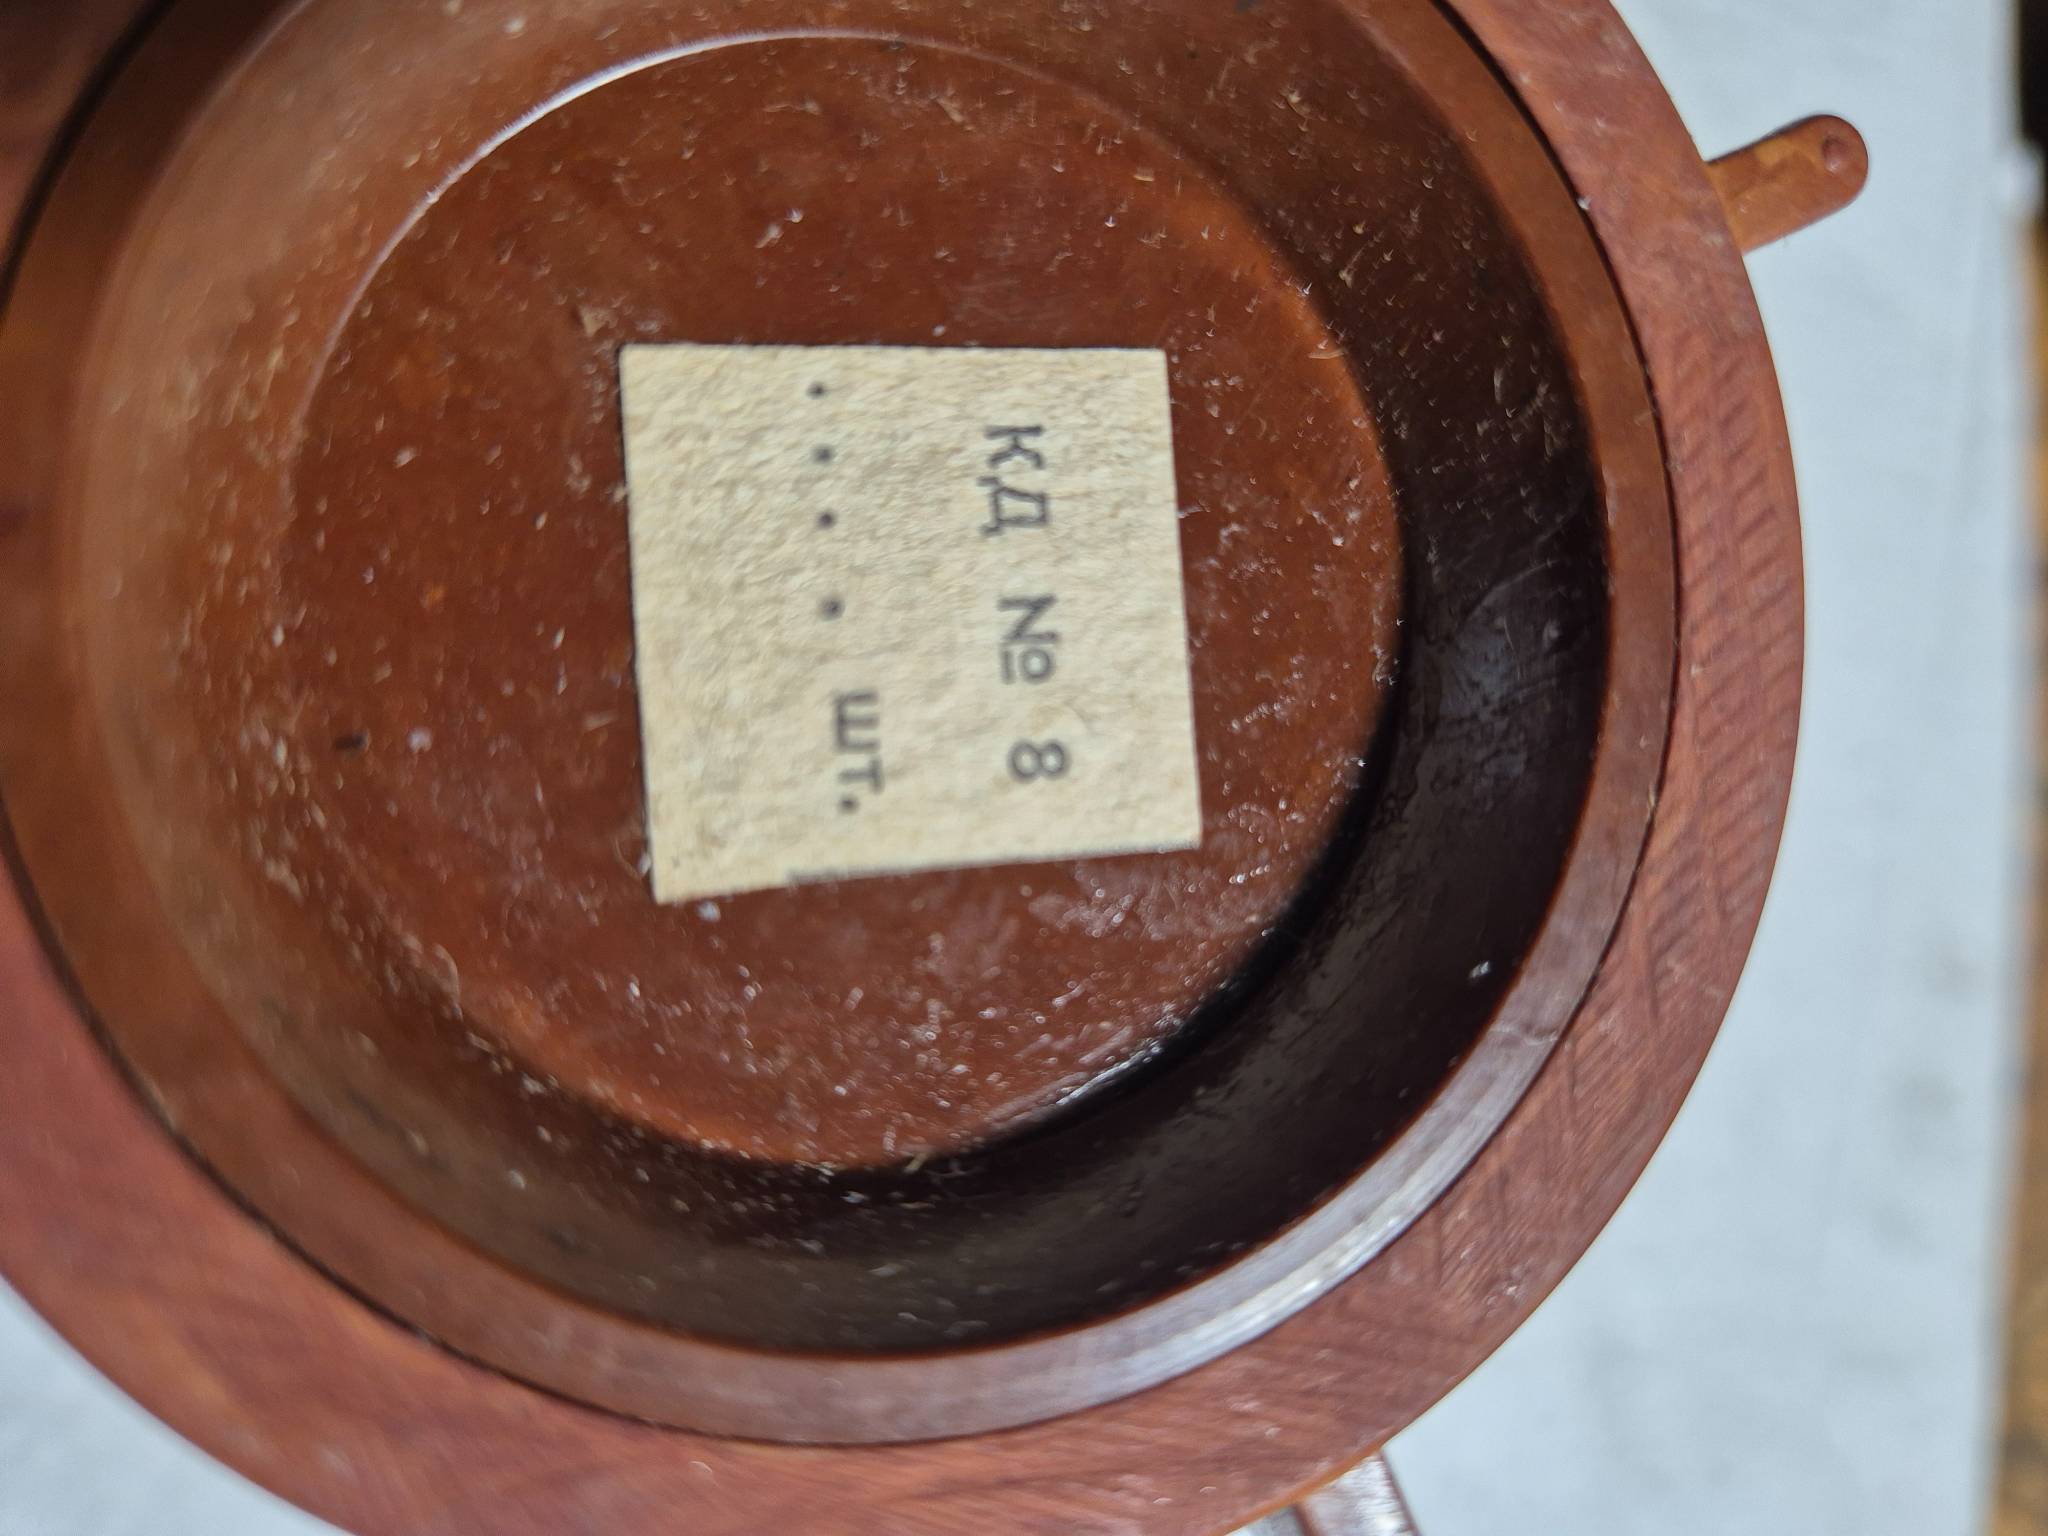 КД № 8
. . . . шт.